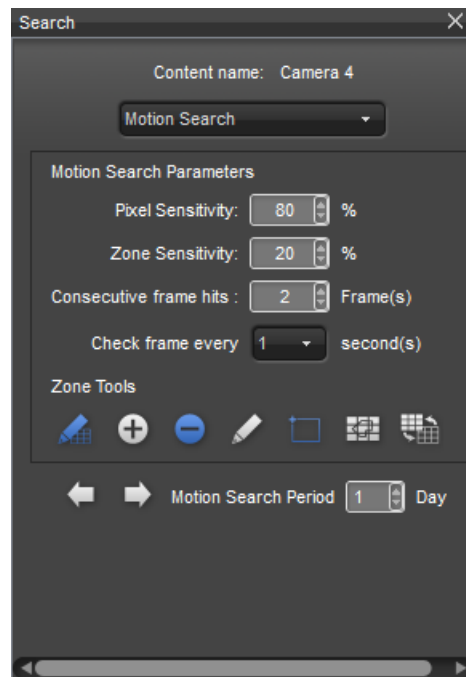 Search
Content name: Camera 4
Motion Search
Motion Search Parameters
Pixel Sensitivity: 80 %
Zone Sensitivity: 20 %
Consecutive frame hits : 2 Frame(s)
Check frame every 1 second(s)
Zone Tools
Motion Search Period 1 Day